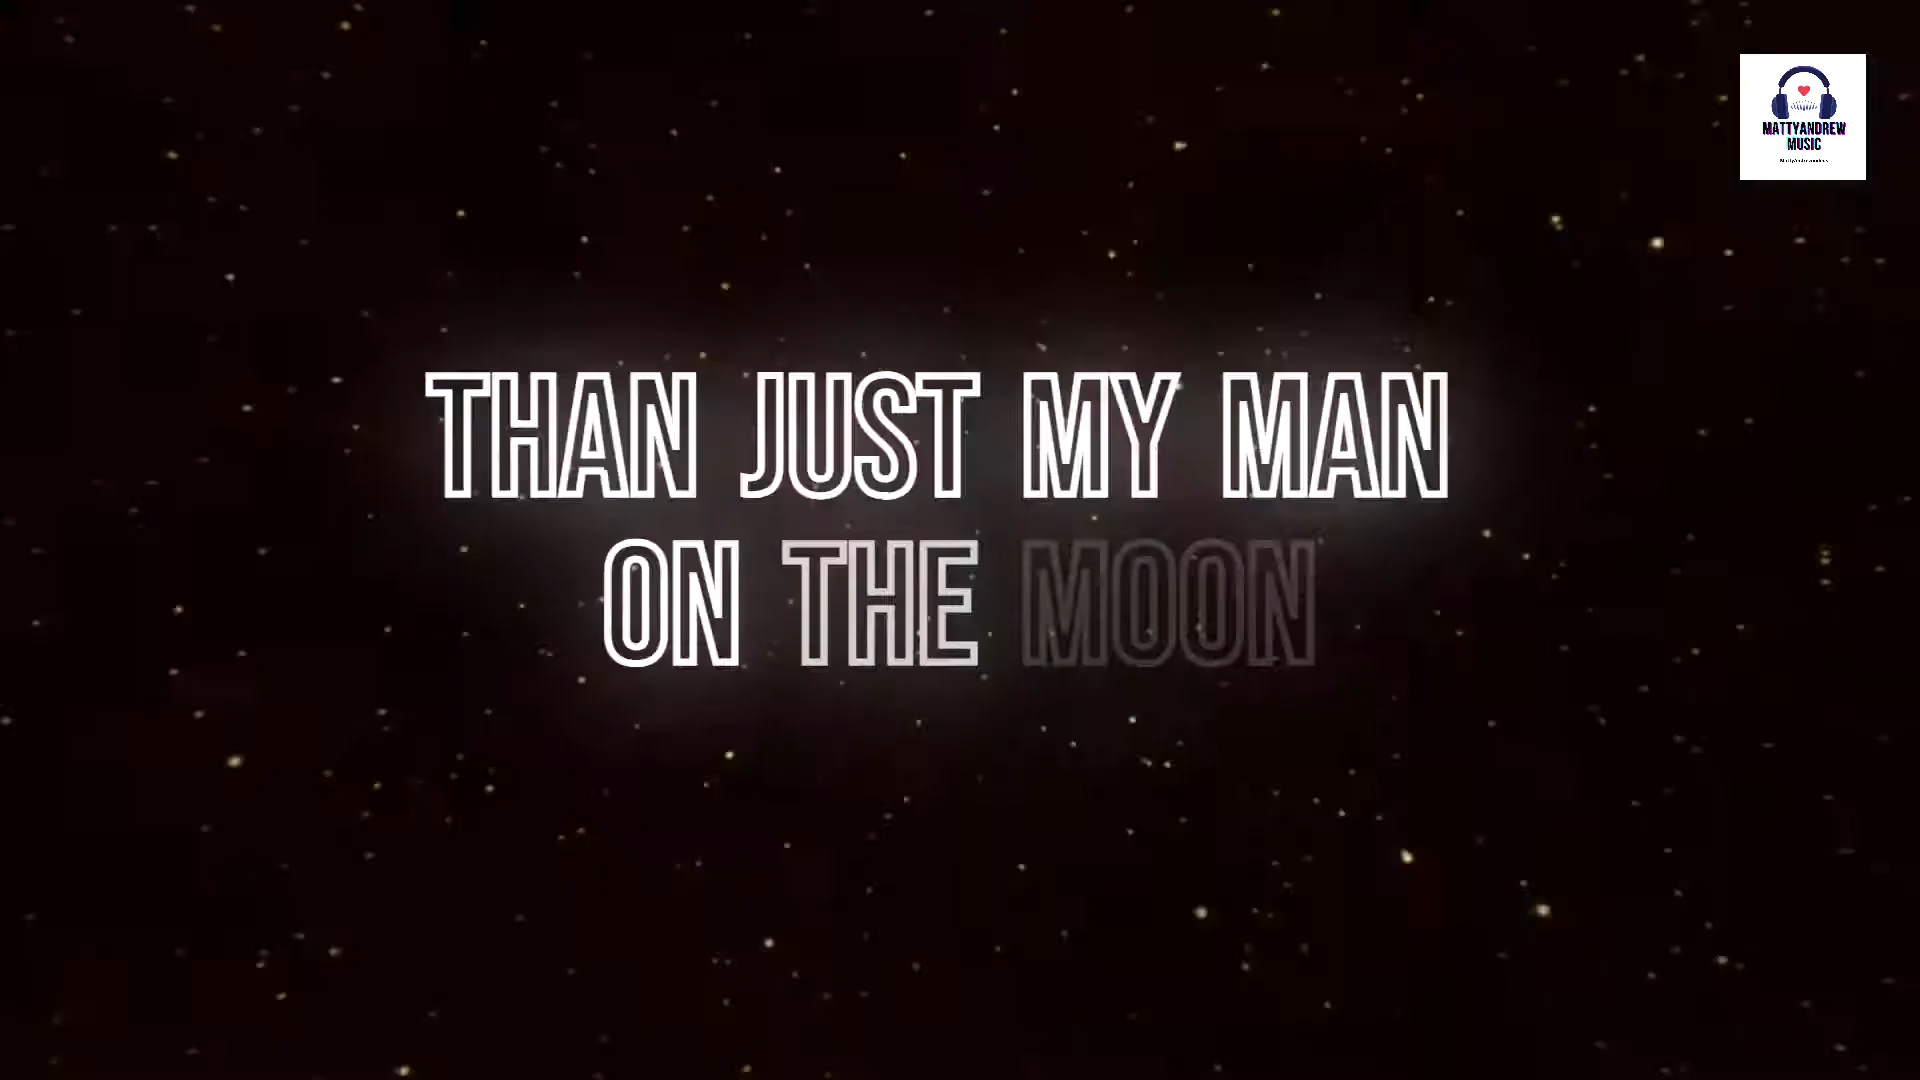 MATTYANDREW
MUSIC
THAN JUST MY MAN
ON THE MOON